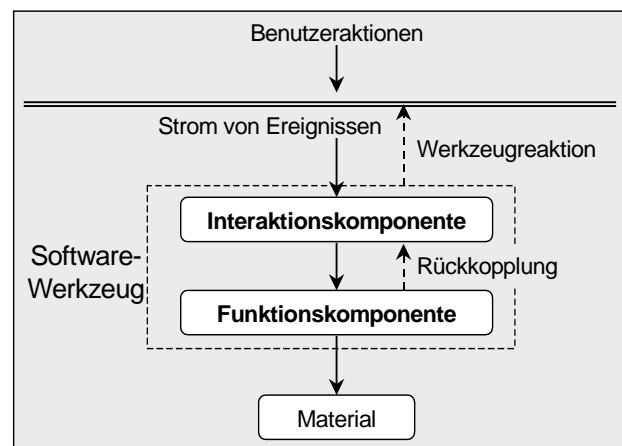 Benutzeraktionen
Strom von Ereignissen
Werkzeugreaktion
Interaktionskomponente
Software-
Werkzeug
Rückkopplung
Funktionskomponente
Material